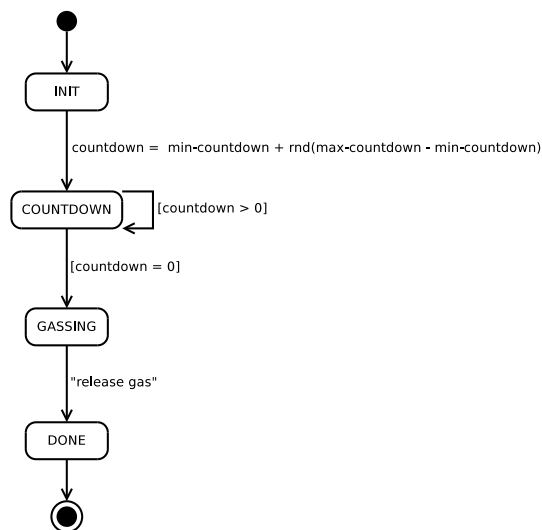 INIT
countdown =  min-countdown + rnd(max-countdown - min-countdown)
COUNTDOWN
[countdown > 0]
[countdown = 0]
GASSING
"release gas"
DONE